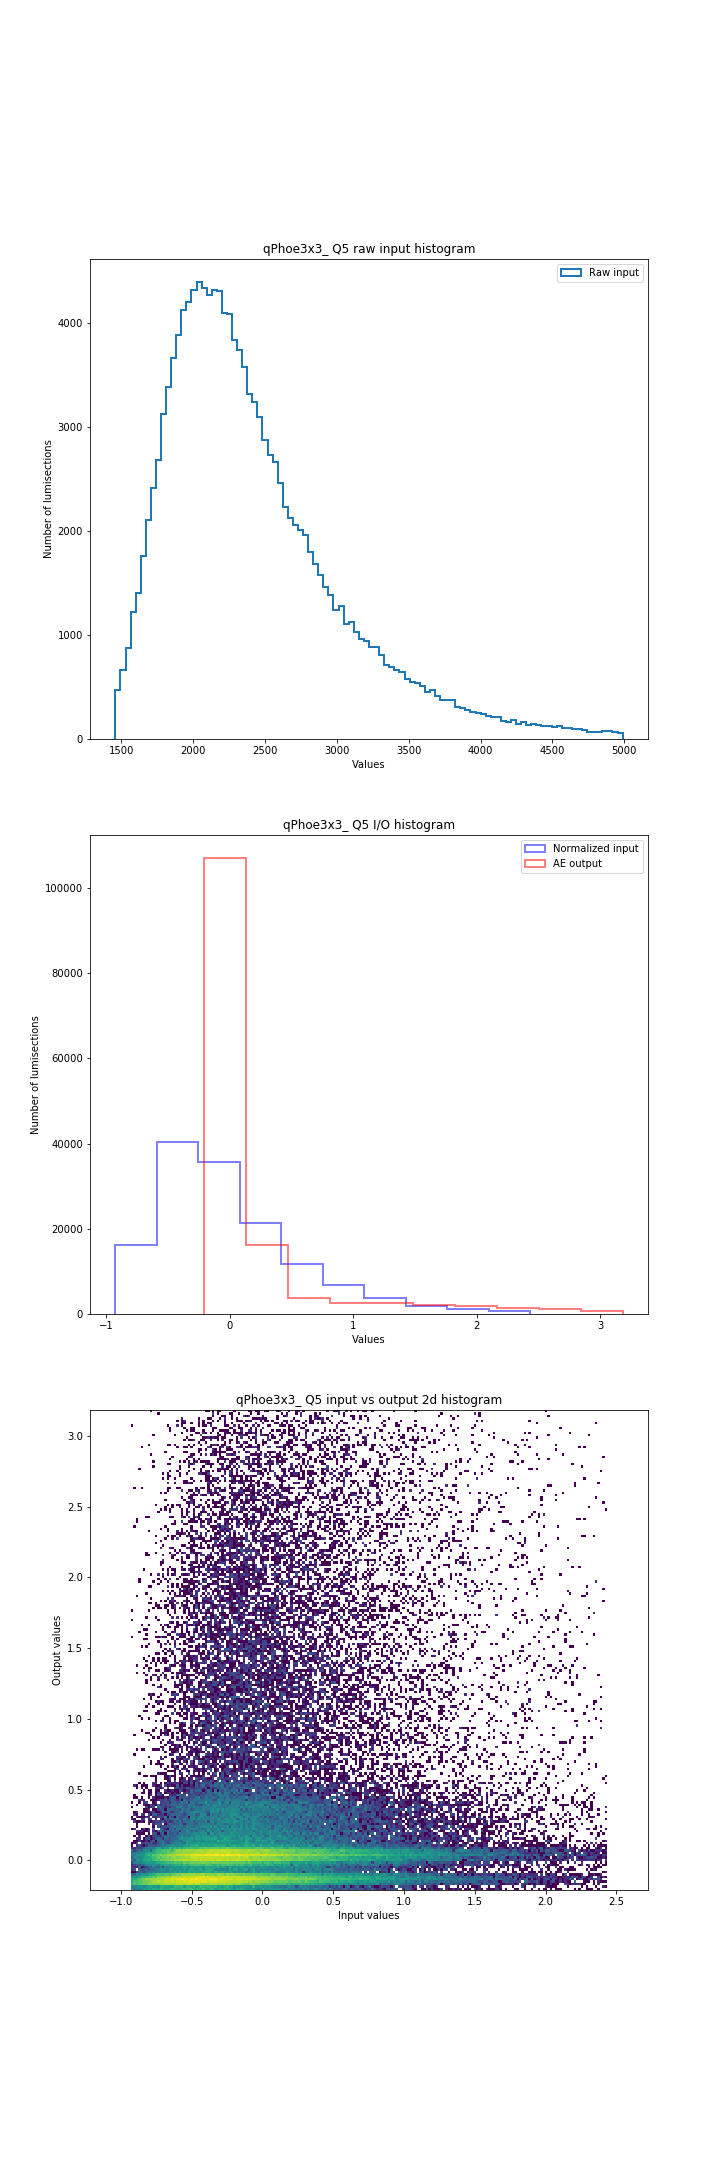 qPhoe3x3_ Q5 raw input histogram
Raw input
4000
3000
2000
1000
0
Number of lumisections
1500 2000 2500 3000 3500 4000 4500 5000
Values
qPhoe3x3_ Q5 I/O histogram
Normalized input
AE output
100000
80000
60000
40000
20000
0
Number of lumisections
−1 0 1 2 3
Values
qPhoe3x3_ Q5 input vs output 2d histogram
3.0
2.5
2.0
1.5
1.0
0.5
0.0
Output values
−1.0 −0.5 0.0 0.5 1.0 1.5 2.0 2.5
Input values